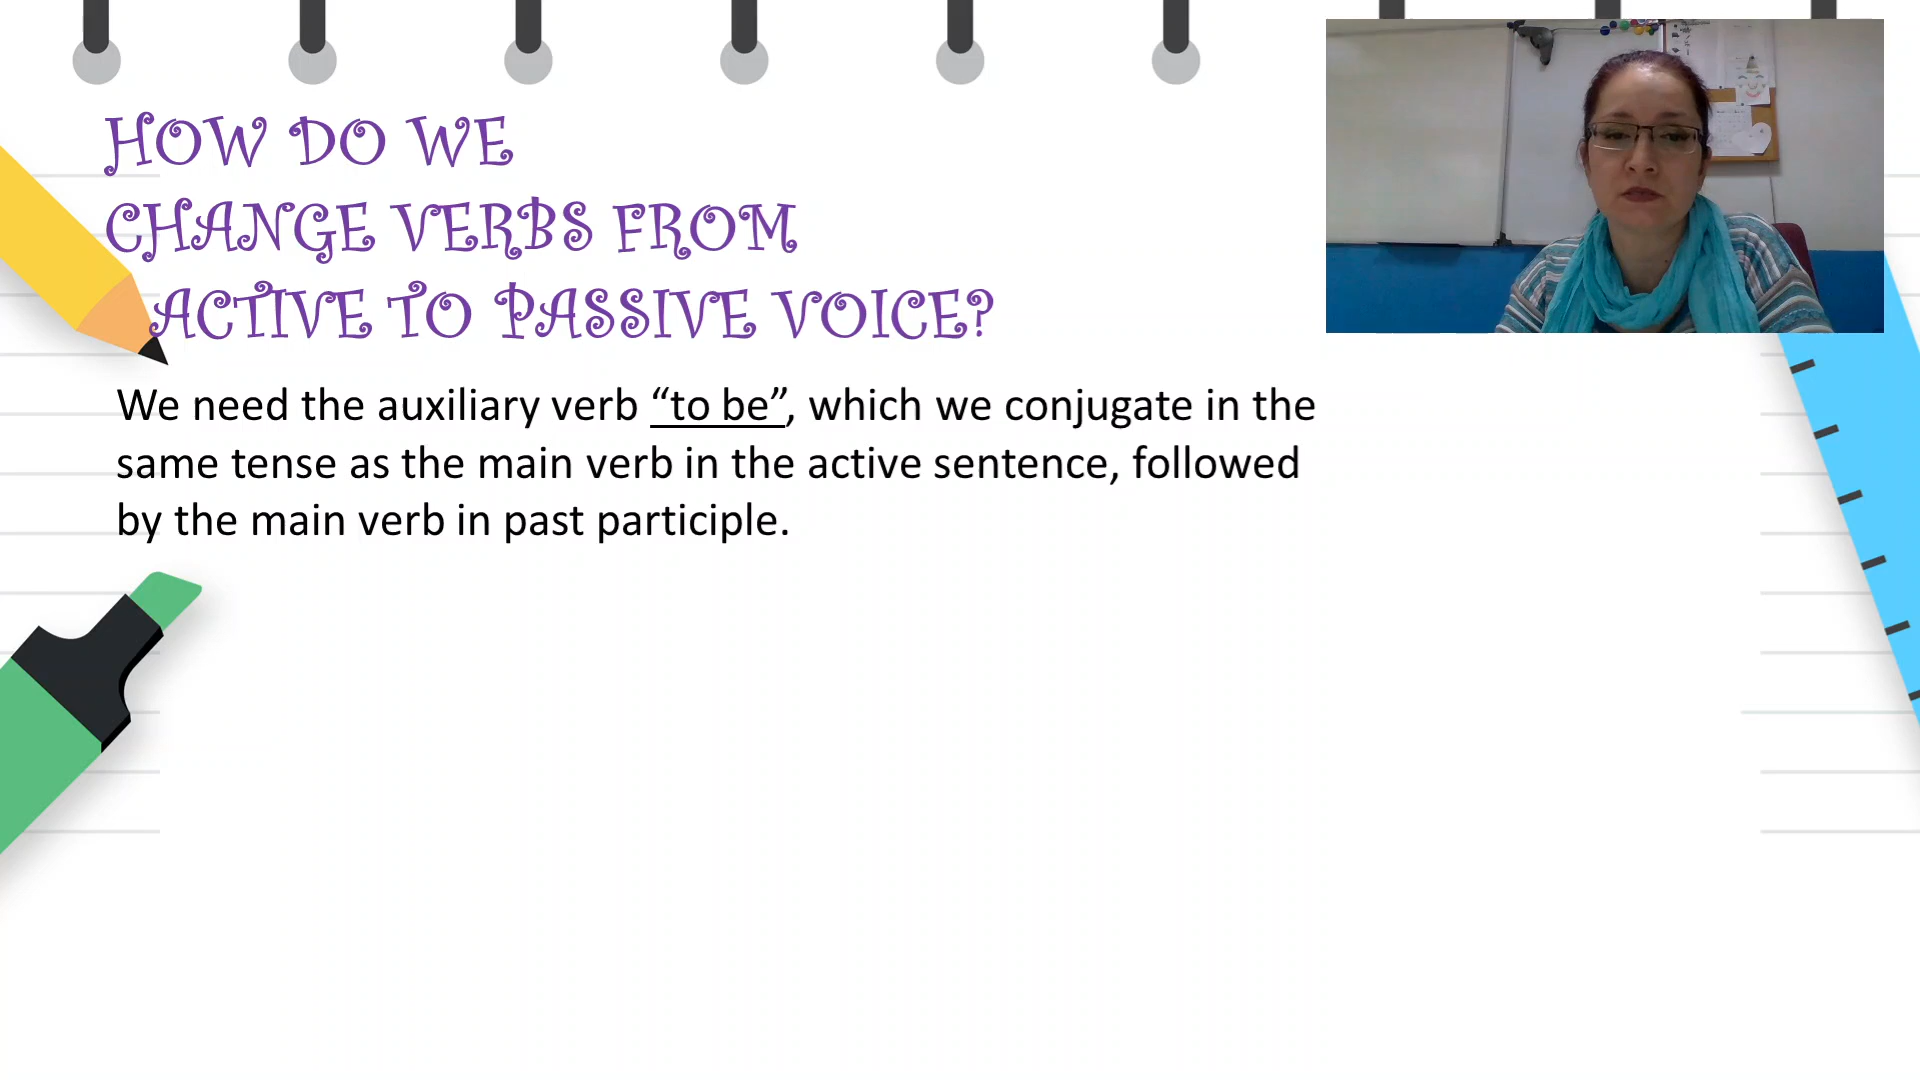 HOW DO WE
CHANGE VERBS FROM
ACTIVE TO PASSIVE VOICE?
We need the auxiliary verb “to be”, which we conjugate in the
same tense as the main verb in the active sentence, followed
by the main verb in past participle.